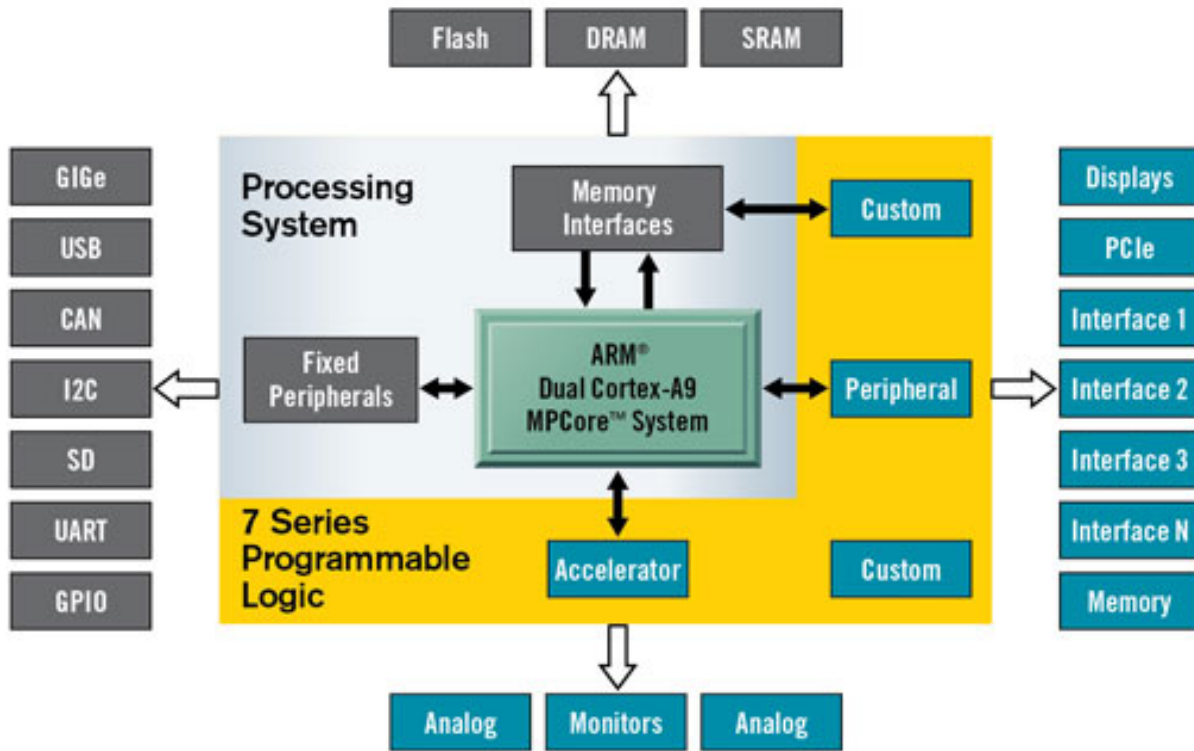 Flash
DRAM
SRAM
GIGe
USB
CAN
I2C
SD
UART
GPIO
Processing
System
Memory
Interfaces
Custom
Fixed
Peripherals
ARM®
Dual Cortex-A9
MPCore™ System
Peripheral
7 Series
Programmable
Logic
Accelerator
Custom
Displays
PCIe
Interface 1
Interface 2
Interface 3
Interface N
Memory
Analog
Monitors
Analog